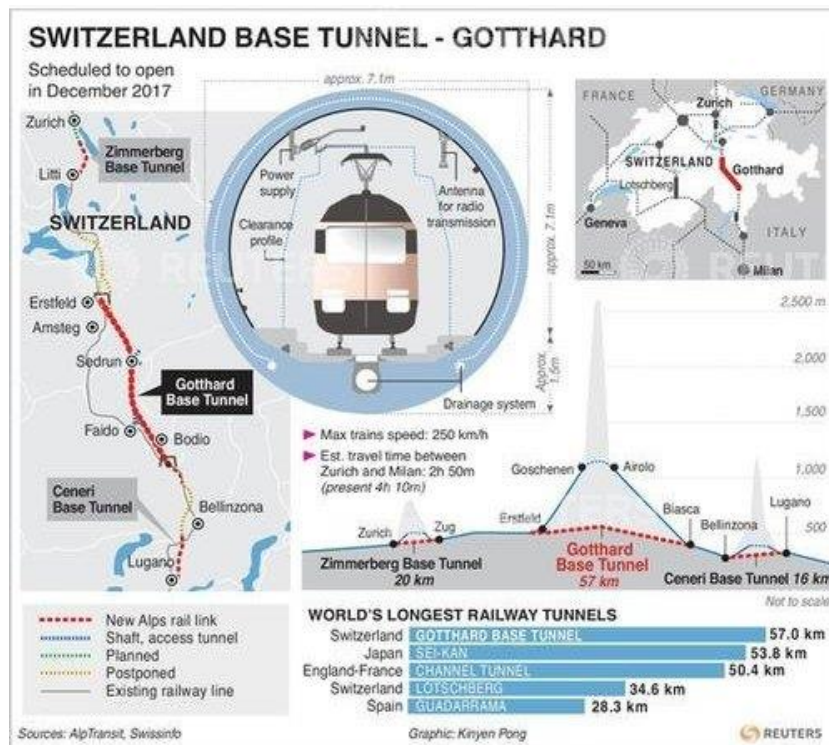 SWITZERLAND BASE TUNNEL - GOTTHARD
Scheduled to open
in December 2017
Zurich
Zimmerberg
Base Tunnel
Litti
SWITZERLAND
Erstfeld
Amsteg
Sedrun
Gotthard
Base Tunnel
Faido
Bodio
Ceneri
Base Tunnel
Bellinzona
Lugano
approx. 7.1m
Power
supply
Antenna
for radio
transmission
Clearance
profile
approx. 7.1m
Approx.
1.6m
Drainage system
FRANCE
GERMANY
Zurich
SWITZERLAND
Gotthard
Lotschberg
Geneva
ITALY
50 km
Milan
REUTERS
Max trains speed: 250 km/h
Est. travel time between
Zurich and Milan: 2h 50m
(present 4h 10m)
2,500 m
2,000
1,500
1,000
500
Goschenen
Airolo
Erstfeld
Biasca
Lugano
Bellinzona
Zurich
Zug
Zimmerberg Base Tunnel
20 km
Gotthard
Base Tunnel
57 km
Ceneri Base Tunnel 16 km
Not to scale
New Alps rail link
Shaft, access tunnel
Planned
Postponed
Existing railway line
WORLD'S LONGEST RAILWAY TUNNELS
Switzerland GOTTHARD BASE TUNNEL 57.0 km
Japan SEI-KAN 53.8 km
England-France CHANNEL TUNNEL 50.4 km
Switzerland LOTSCHBERG 34.6 km
Spain GUADARRAMA 28.3 km
Sources: AlpTransit, Swissinfo
Graphic: Kinyen Pong
REUTERS